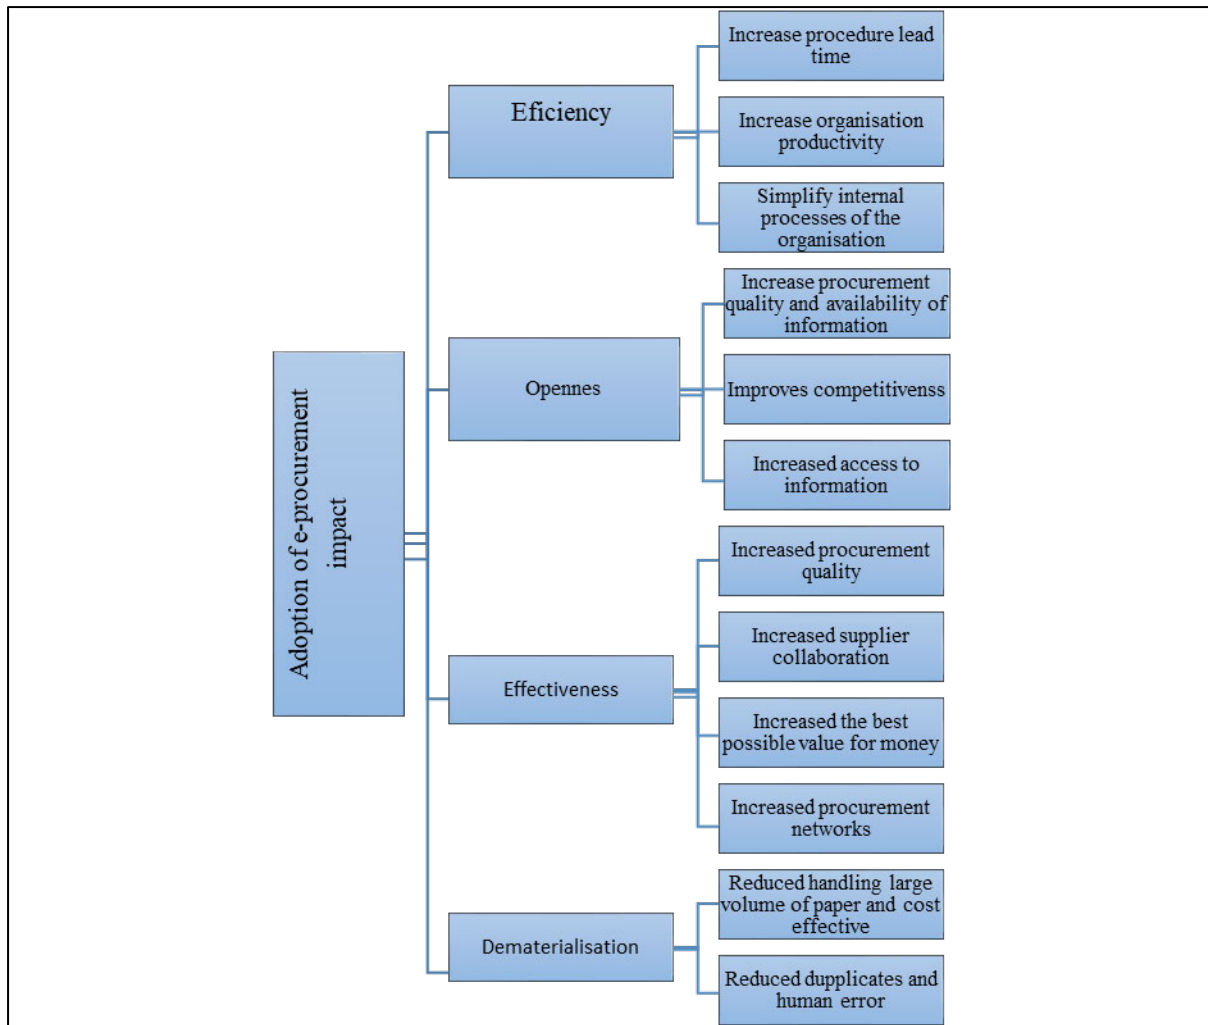 Adoption of e-procurement
impact
Eficiency
Increase procedure lead
time
Increase organisation
productivity
Simplify internal
processes of the
organisation
Opennes
Increase procurement
quality and availability of
information
Improves competitivenss
Increased access to
information
Effectiveness
Increased procurement
quality
Increased supplier
collaboration
Increased the best
possible value for money
Increased procurement
networks
Dematerialisation
Reduced handling large
volume of paper and cost
effective
Reduced dupplicates and
human error